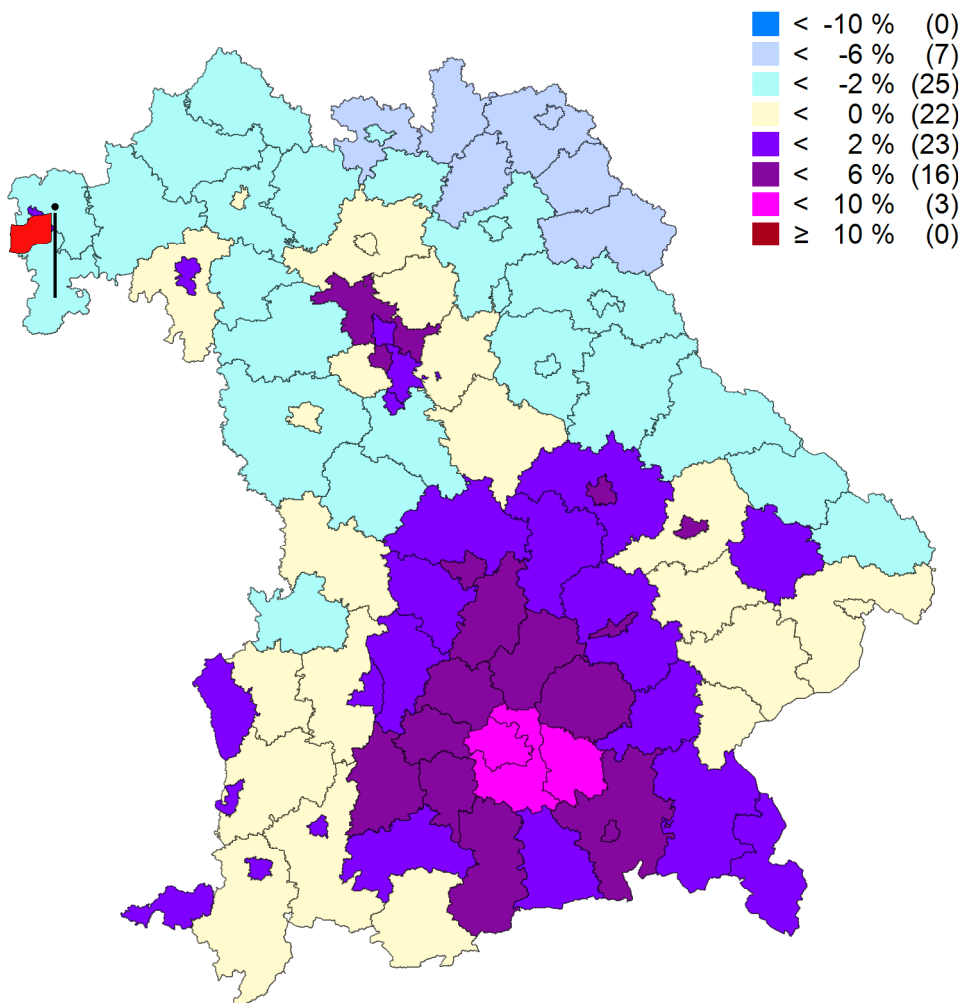 < -10 % (0)
< -6 % (7)
< -2 % (25)
< 0 % (22)
< 2 % (23)
< 6 % (16)
< 10 % (3)
≥ 10 % (0)